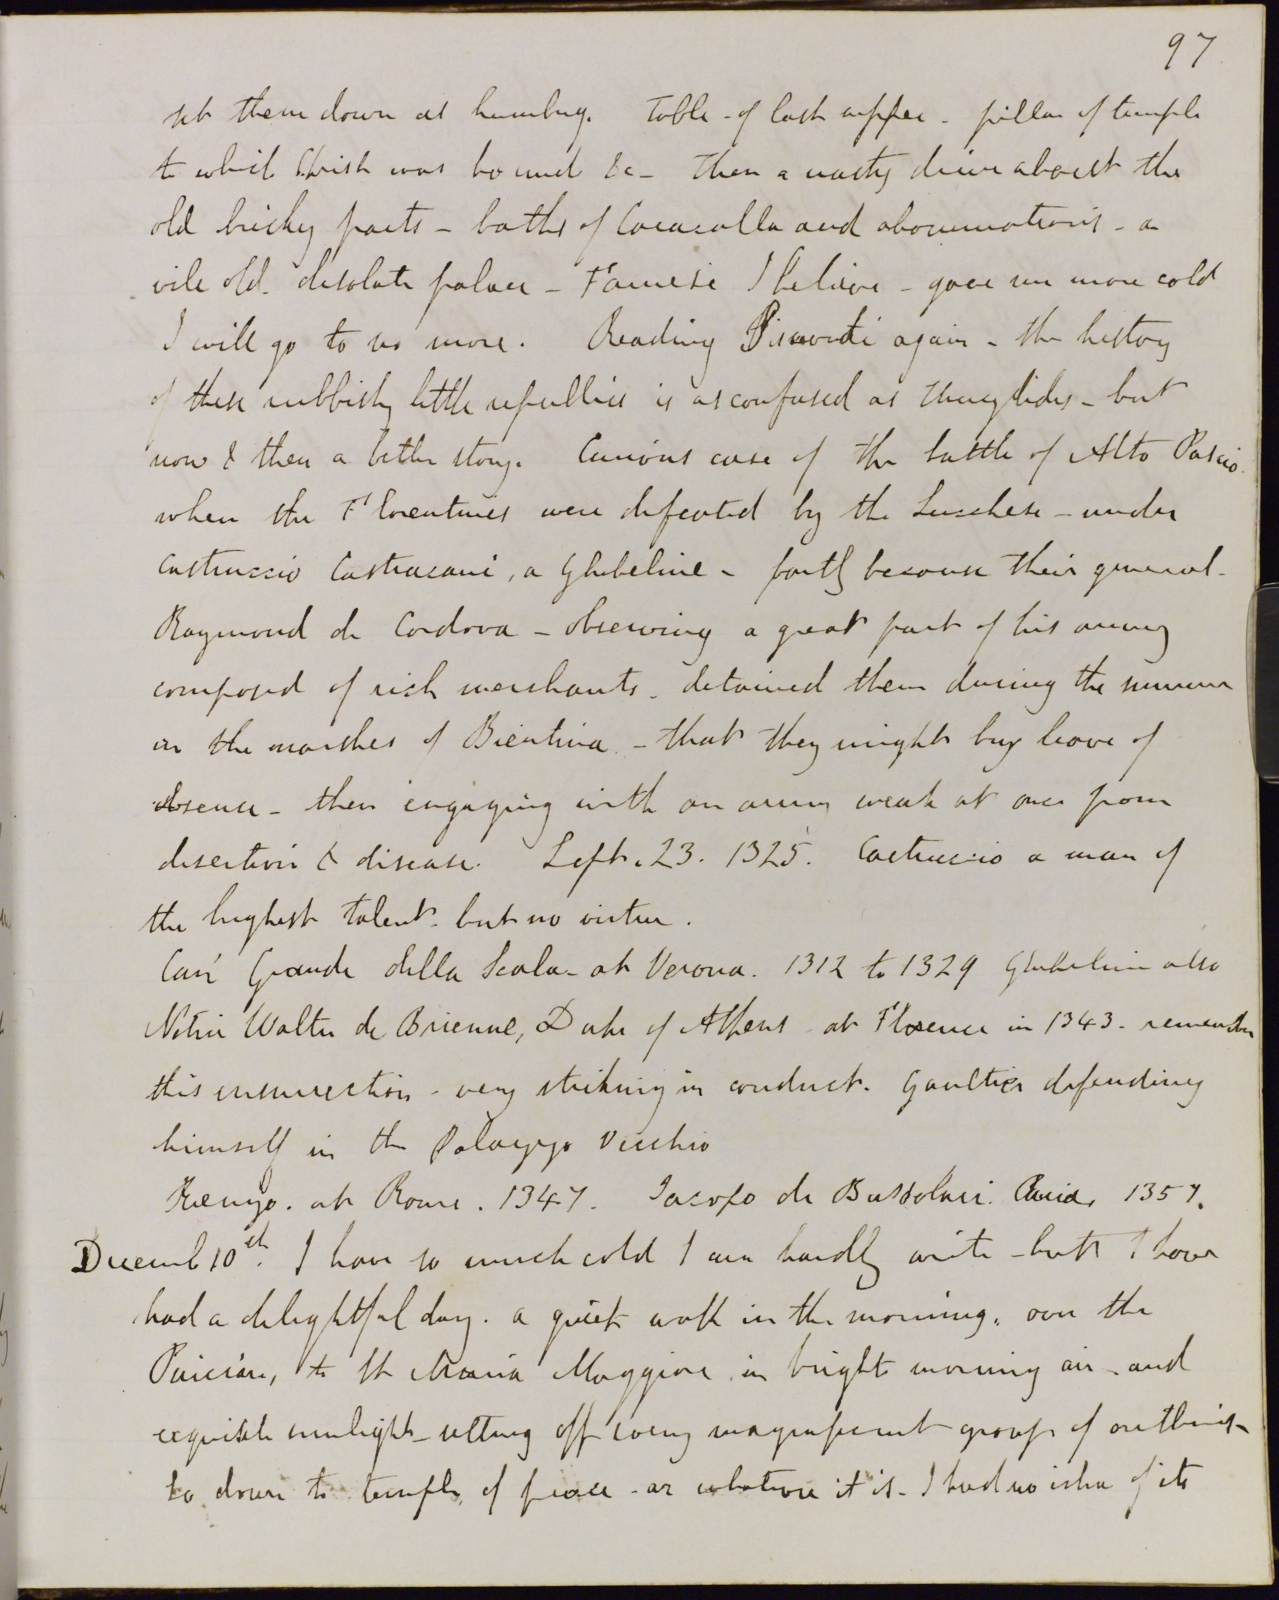 97
set them down as humbug. Table of last supper - pillar of temple
to which Christ was bound &c - Then a nasty drive about the
old bricky parts - baths of Caracalla and abominations - a
vile old desolate palace - Farnese I believe - gave me more cold
I will go to no more. Reading Sismondi again - the history
of these rubbishy little republics is as confused as Thucydides - but
now & then a better story. Curious case of the battle of Alto Pascio
when the Florentines were defeated by the Lucchese - under
Castruccio Castracani, a Ghibeline - partly because their general -
Raymond de Cordova - observing a great part of his army
composed of rich merchants - detained them during the summer
in the marshes of Bientina - that they might buy leave of
absence - then engaging with an army weak at once from
desertion & disease. Sept. 23. 1325. Castruccio a man of
the highest talent but no virtue.
Can Grande della Scala - at Verona. 1312 to 1329 Ghibeline also
Notice Walter de Brienne, Duke of Athens - at Florence in 1343 - remember
this insurrection - very striking in conduct. Gaultier defending
himself in the Palazzo Vecchio
Rienzo. at Rome. 1347. Jacopo de Bussolari. Pavia, 1357.
Decemb 10th. I have so much cold I can hardly write - but I have
had a delightful day. a quiet walk in the morning, over the
Pincian, to St Maria Maggiore in bright morning air - and
exquisite sunlight - setting off every magnificent group of outlines -
so down to temple of peace - or whatever it is - I had no idea of its